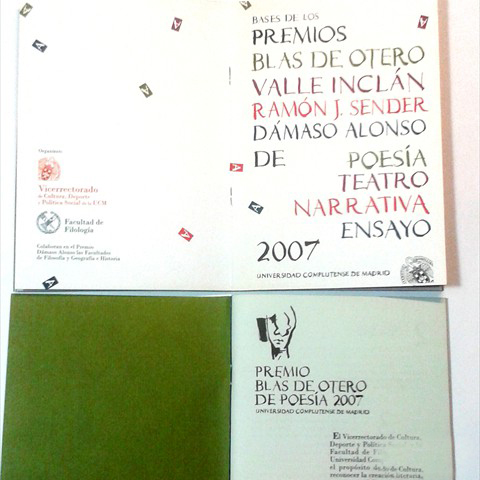 BASES DE LOS
PREMIOS
BLAS DE OTERO
VALLE INCLÁN
RAMÓN J. SENDER
DÁMASO ALONSO
DE POESÍA
TEATRO
NARRATIVA
ENSAYO
2007
UNIVERSIDAD COMPLUTENSE DE MADRID
Organizan:
Vicerrectorado
de Cultura, Deporte
y Política Social de la UCM
Facultad de
Filología
Colaboran en el Premio
Dámaso Alonso las Facultades
de Filosofía y Geografía e Historia
PREMIO
BLAS DE OTERO
DE POESÍA 2007
UNIVERSIDAD COMPLUTENSE DE MADRID
El Vicerrectorado de Cultura,
Deporte y Política Social
Facultad de
Universidad
el propósito de Cultura,
reconocer la creación literaria,